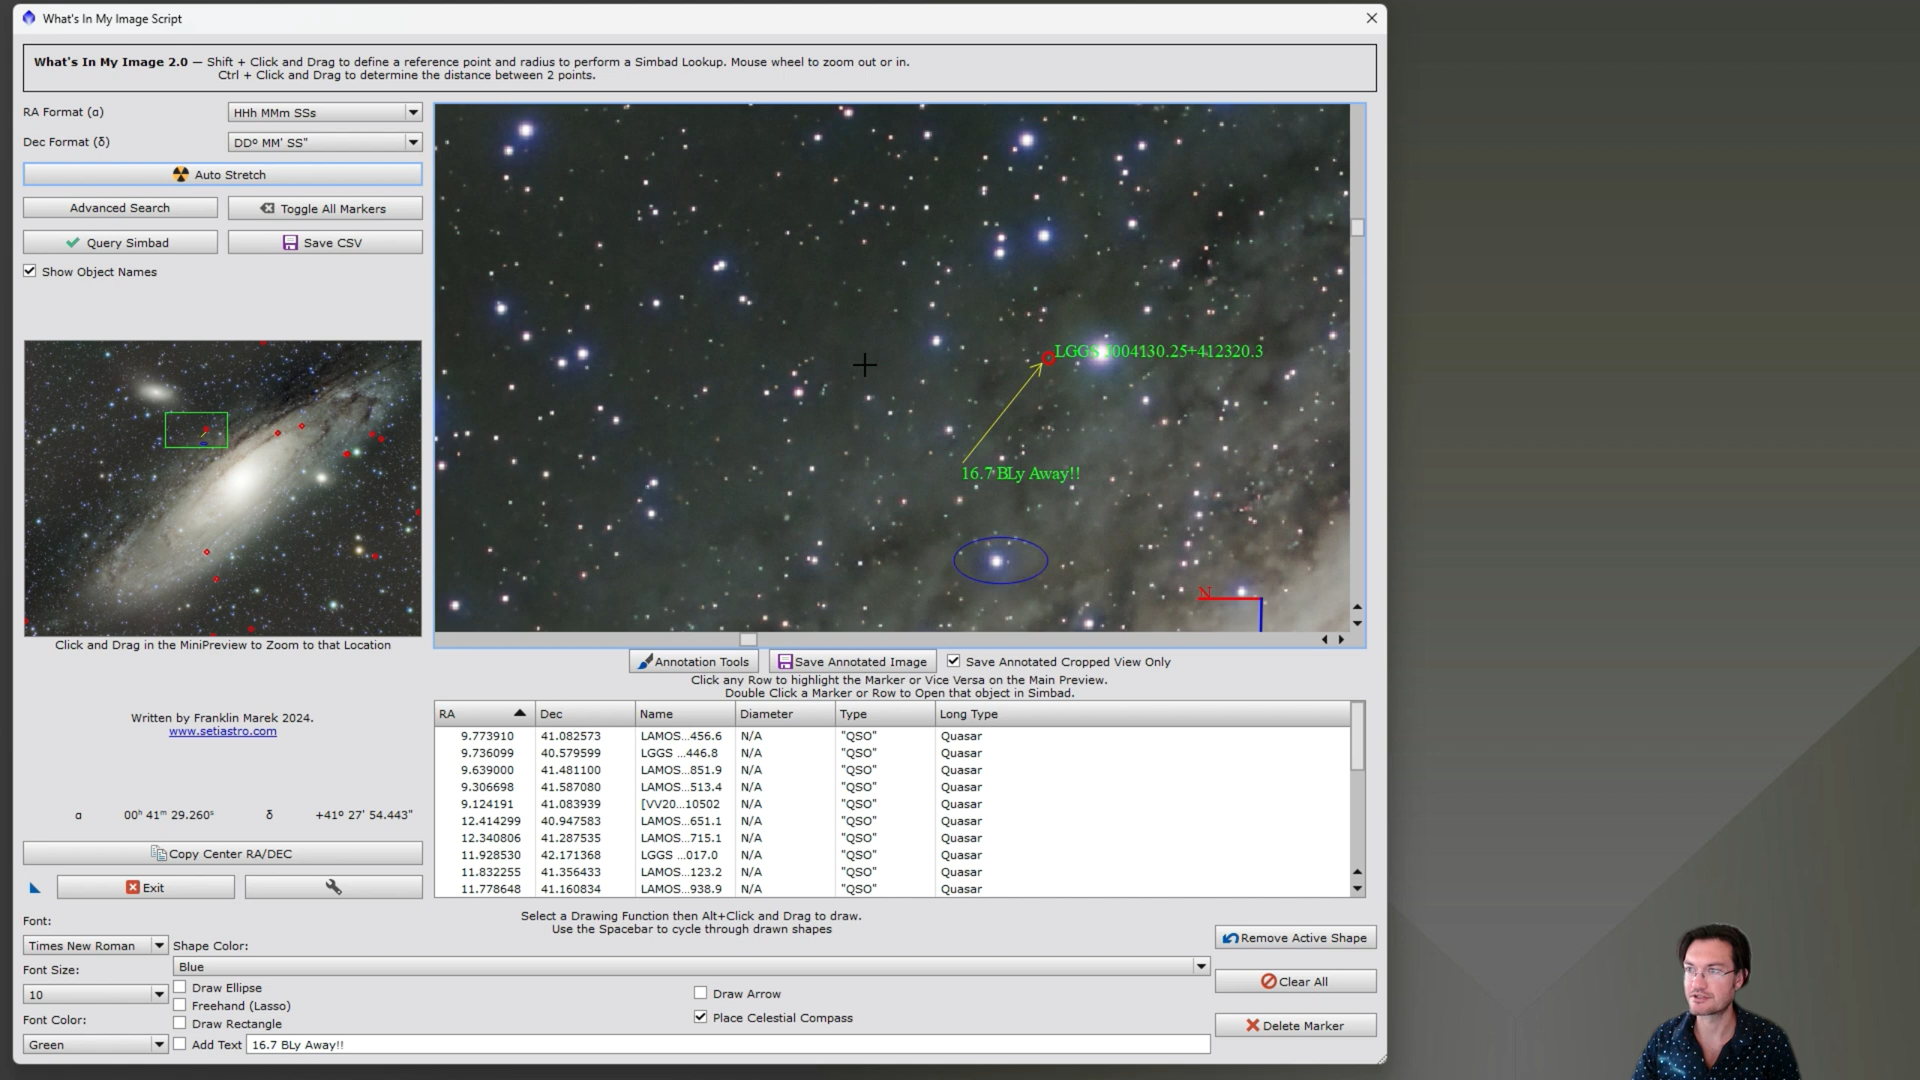 What's In My Image Script
What's In My Image 2.0 — Shift + Click and Drag to define a reference point and radius to perform a Simbad Lookup. Mouse wheel to zoom out or in.
Ctrl + Click and Drag to determine the distance between 2 points.
RA Format (α)
HHh MMm SSs
Dec Format (δ)
DDº MM' SS"
Auto Stretch
Advanced Search
Toggle All Markers
Query Simbad
Save CSV
Show Object Names
LGGS J004130.25+412320.3
16.7 BLy Away!!
N
Click and Drag in the MiniPreview to Zoom to that Location
Annotation Tools
Save Annotated Image
Save Annotated Cropped View Only
Click any Row to highlight the Marker or Vice Versa on the Main Preview.
Double Click a Marker or Row to Open that object in Simbad.
RA Dec Name Diameter Type Long Type
9.773910 41.082573 LAMOS...456.6 N/A "QSO" Quasar
9.736099 40.579599 LGGS ...446.8 N/A "QSO" Quasar
9.639000 41.481100 LAMOS...851.9 N/A "QSO" Quasar
9.306698 41.587080 LAMOS...513.4 N/A "QSO" Quasar
9.124191 41.083939 [VV20...10502 N/A "QSO" Quasar
12.414299 40.947583 LAMOS...651.1 N/A "QSO" Quasar
12.340806 41.287535 LAMOS...715.1 N/A "QSO" Quasar
11.928530 42.171368 LGGS ...017.0 N/A "QSO" Quasar
11.832255 41.356433 LAMOS...123.2 N/A "QSO" Quasar
11.778648 41.160834 LAMOS...938.9 N/A "QSO" Quasar
Written by Franklin Marek 2024.
www.setiastro.com
α 00ʰ 41ᵐ 29.260ˢ δ +41º 27' 54.443"
Copy Center RA/DEC
Exit
Select a Drawing Function then Alt+Click and Drag to draw.
Use the Spacebar to cycle through drawn shapes
Font:
Times New Roman
Shape Color:
Blue
Font Size:
10
Draw Ellipse
Freehand (Lasso)
Draw Rectangle
Draw Arrow
Place Celestial Compass
Font Color:
Green
Add Text
16.7 BLy Away!!
Remove Active Shape
Clear All
Delete Marker